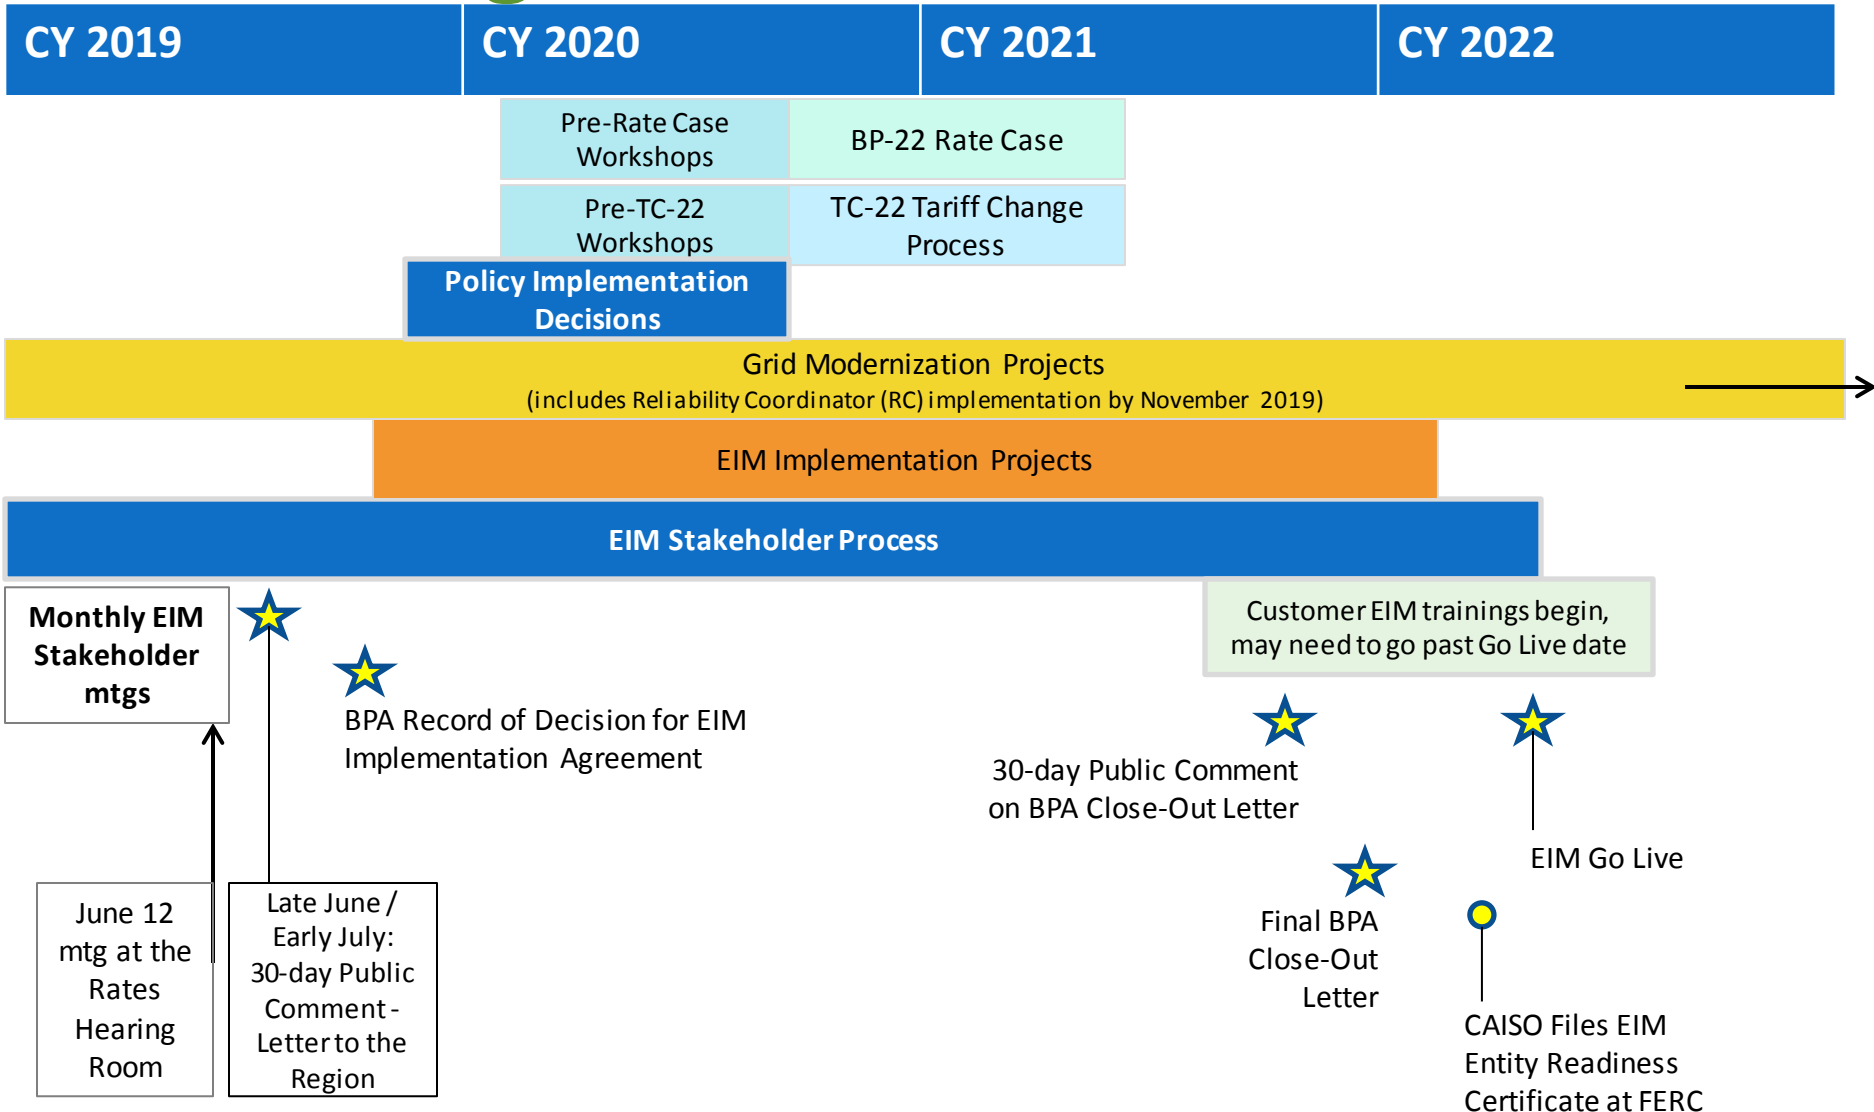 CY 2019
CY 2020
CY 2021
CY 2022
Pre-Rate Case
Workshops
BP-22 Rate Case
Pre-TC-22
Workshops
TC-22 Tariff Change
Process
Policy Implementation
Decisions
Grid Modernization Projects
(includes Reliability Coordinator (RC) implementation by November 2019)
EIM Implementation Projects
EIM Stakeholder Process
Monthly EIM
Stakeholder
mtgs
Customer EIM trainings begin,
may need to go past Go Live date
BPA Record of Decision for EIM
Implementation Agreement
30-day Public Comment
on BPA Close-Out Letter
EIM Go Live
June 12
mtg at the
Rates
Hearing
Room
Late June /
Early July:
30-day Public
Comment -
Letter to the
Region
Final BPA
Close-Out
Letter
CAISO Files EIM
Entity Readiness
Certificate at FERC